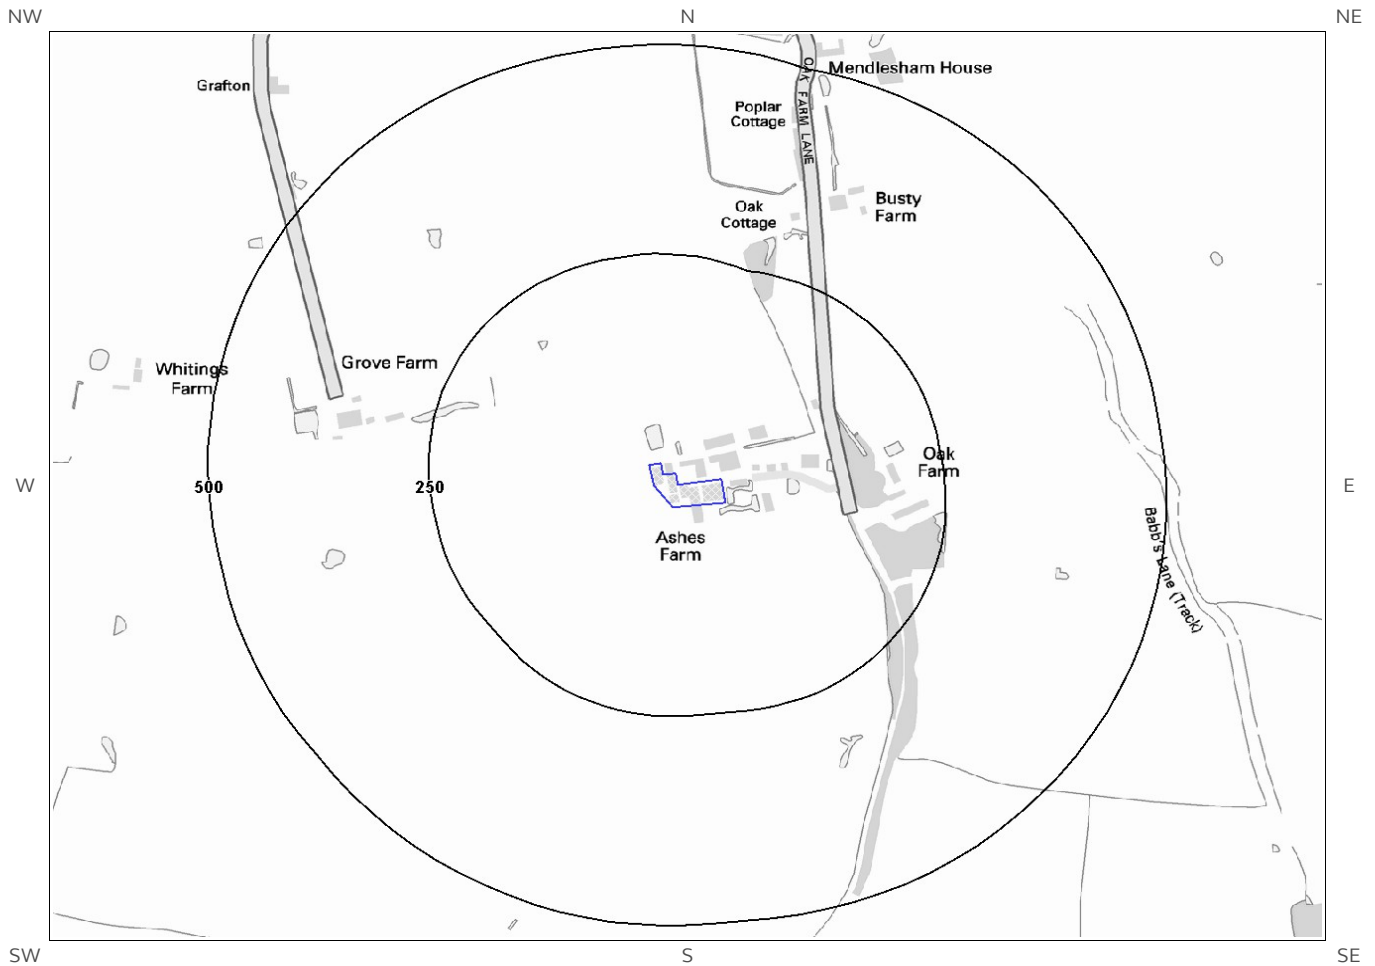 NW
N
NE
Grafton
OAK FARM LANE
Mendlesham House
Poplar
Cottage
Oak
Cottage
Busty
Farm
Whitings
Farm
Grove Farm
Oak
Farm
W
500
250
E
Ashes
Farm
Babb's Lane (Track)
SW
S
SE